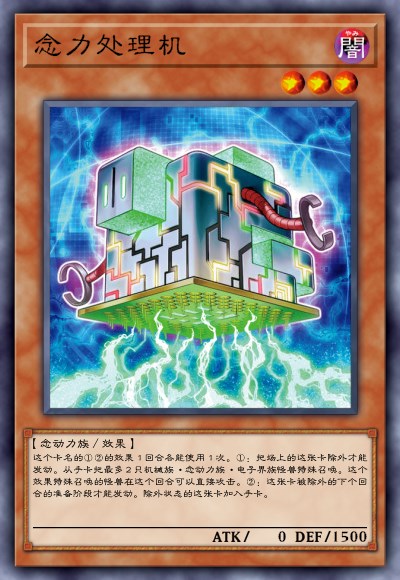 念力处理机
やみ
闇
【念动力族／效果】
这个卡名的①②的效果1回合各能使用1次。①：把场上的这张卡除外才能
发动。从手卡把最多2只机械族·念动力族·电子界族怪兽特殊召唤。这个
效果特殊召唤的怪兽在这个回合可以直接攻击。②：这张卡被除外的下个回
合的准备阶段才能发动。除外状态的这张卡加入手卡。
ATK/ 0 DEF/1500